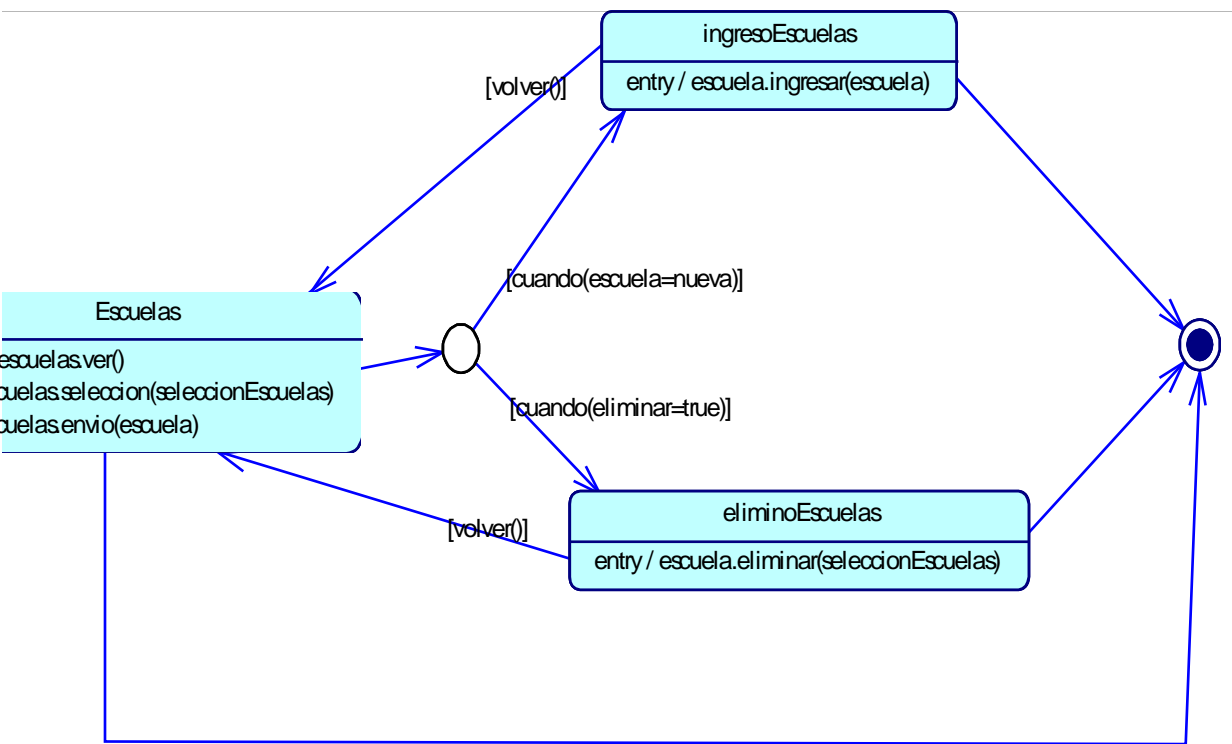 ingresoEscuelas
entry / escuela.ingresar(escuela)
[volver()]
[cuando(escuela=nueva)]
Escuelas
escuelas.ver()
cuelas.seleccion(seleccionEscuelas)
cuelas.envio(escuela)
[cuando(eliminar=true)]
eliminoEscuelas
entry / escuela.eliminar(seleccionEscuelas)
[volver()]